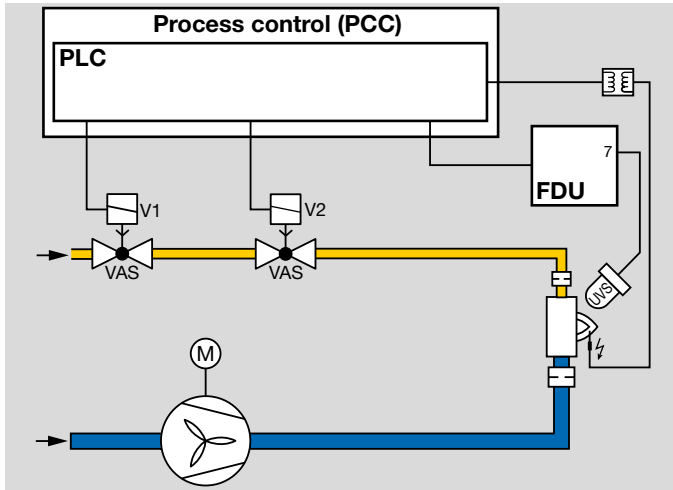 Process control (PCC)
PLC
7
FDU
V1
V2
VAS
VAS
UVS
M